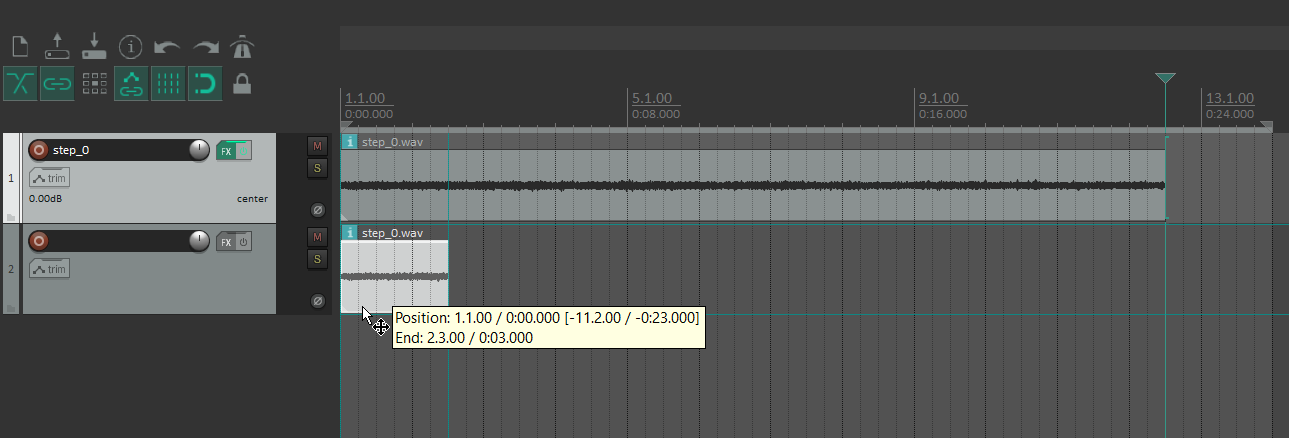 1.1.00
5.1.00
9.1.00
13.1.00
0:00.000
0:08.000
0:16.000
0:24.000
1
step_0
FX
M
i step_0.wav
trim
S
0.00dB
center
Ø
2
FX
M
i step_0.wav
trim
S
Ø
Position: 1.1.00 / 0:00.000 [-11.2.00 / -0:23.000]
End: 2.3.00 / 0:03.000